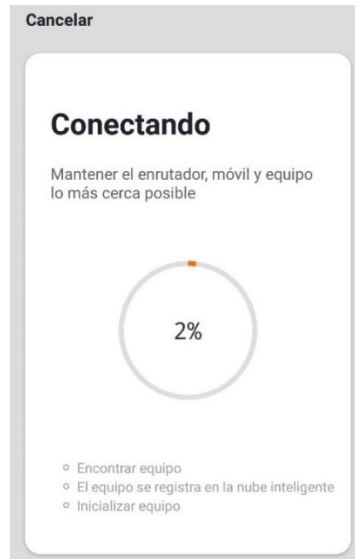 Cancelar
Conectando
Mantener el enrutador, móvil y equipo
lo más cerca posible
2%
Encontrar equipo
El equipo se registra en la nube inteligente
Inicializar equipo